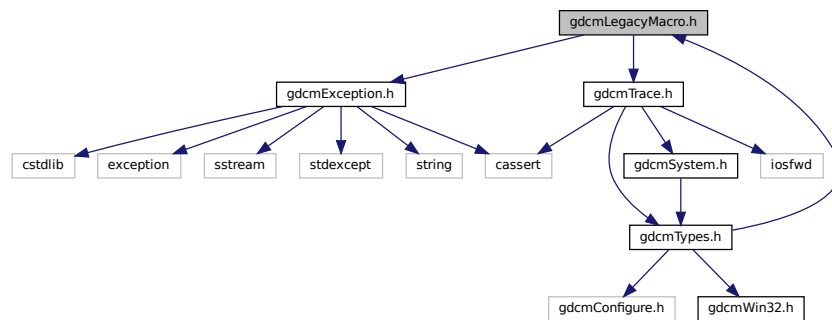 gdcmLegacyMacro.h
gdcmException.h
gdcmTrace.h
cstdlib
exception
sstream
stdexcept
string
cassert
gdcmSystem.h
iosfwd
gdcmTypes.h
gdcmConfigure.h
gdcmWin32.h